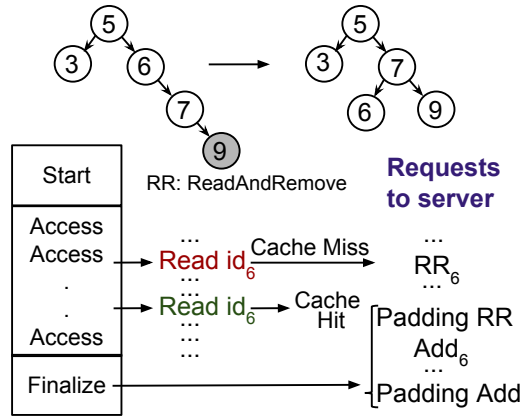 5
5
3
6
3
7
7
6
9
9
RR: ReadAndRemove
Requests
to server
Start
Access
Access
.
.
Access
Finalize
...
Read id6
...
Read id6
...
...
Cache Miss
Cache
Hit
...
RR6
...
Padding RR
Add6
...
Padding Add